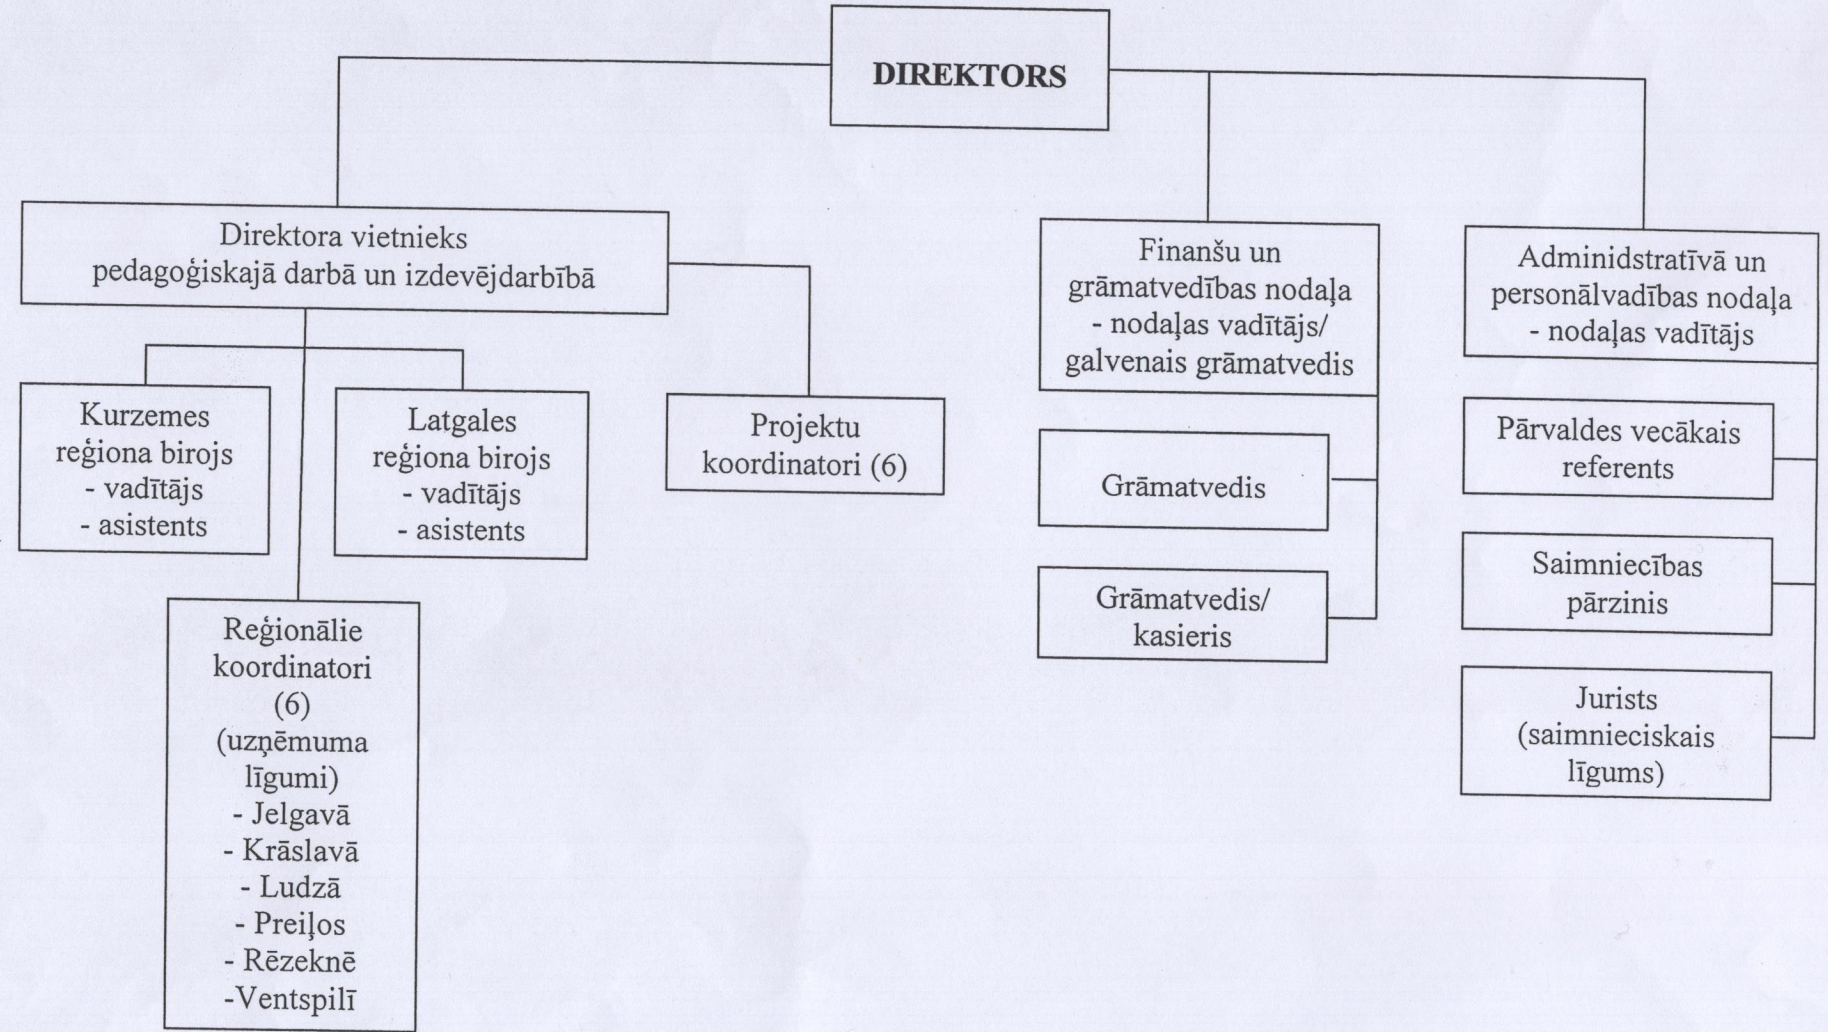 DIREKTORS
Direktora vietnieks
pedagoģiskajā darbā un izdevējdarbībā
Finanšu un
grāmatvedības nodaļa
- nodaļas vadītājs/
galvenais grāmatvedis
Adminidstratīvā un
personālvadības nodaļa
- nodaļas vadītājs
Kurzemes
reģiona birojs
- vadītājs
- asistents
Latgales
reģiona birojs
- vadītājs
- asistents
Projektu
koordinatori (6)
Grāmatvedis
Grāmatvedis/
kasieris
Pārvaldes vecākais
referents
Saimniecības
pārzinis
Jurists
(saimnieciskais
līgums)
Reģionālie
koordinatori
(6)
(uzņēmuma
līgumi)
- Jelgavā
- Krāslavā
- Ludzā
- Preiļos
- Rēzeknē
-Ventspilī